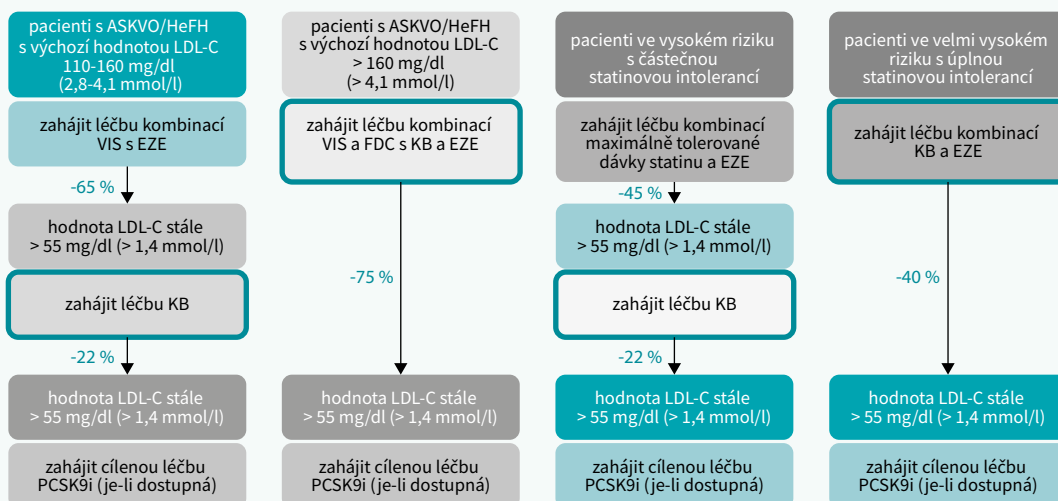 pacienti s ASKVO/HeFH
s výchozí hodnotou LDL-C
110-160 mg/dl
(2,8-4,1 mmol/l)
zahájit léčbu kombinací
VIS s EZE
-65 %
hodnota LDL-C stále
> 55 mg/dl (> 1,4 mmol/l)
zahájit léčbu KB
-22 %
hodnota LDL-C stále
> 55 mg/dl (> 1,4 mmol/l)
zahájit cílenou léčbu
PCSK9i (je-li dostupná)
pacienti s ASKVO/HeFH
s výchozí hodnotou LDL-C
> 160 mg/dl
(> 4,1 mmol/l)
zahájit léčbu kombinací
VIS a FDC s KB a EZE
-75 %
hodnota LDL-C stále
> 55 mg/dl (> 1,4 mmol/l)
zahájit cílenou léčbu
PCSK9i (je-li dostupná)
pacienti ve vysokém riziku
s částečnou
statinovou intolerancí
zahájit léčbu kombinací
maximálně tolerované
dávky statinu a EZE
-45 %
hodnota LDL-C stále
> 55 mg/dl (> 1,4 mmol/l)
zahájit léčbu KB
-22 %
hodnota LDL-C stále
> 55 mg/dl (> 1,4 mmol/l)
zahájit cílenou léčbu
PCSK9i (je-li dostupná)
pacienti ve velmi vysokém
riziku s úplnou
statinovou intolerancí
zahájit léčbu kombinací
KB a EZE
-40 %
hodnota LDL-C stále
> 55 mg/dl (> 1,4 mmol/l)
zahájit cílenou léčbu
PCSK9i (je-li dostupná)